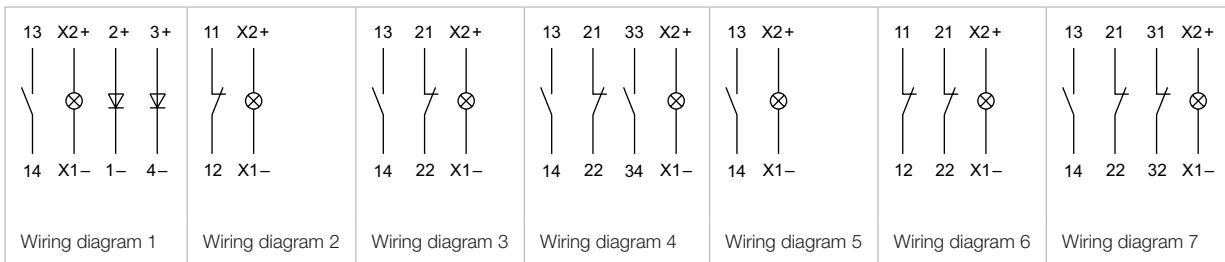 13 X2+ 2+ 3+
14 X1– 1– 4–
Wiring diagram 1
11 X2+
12 X1–
Wiring diagram 2
13 21 X2+
14 22 X1–
Wiring diagram 3
13 21 33 X2+
14 22 34 X1–
Wiring diagram 4
13 X2+
14 X1–
Wiring diagram 5
11 21 X2+
12 22 X1–
Wiring diagram 6
13 21 31 X2+
14 22 32 X1–
Wiring diagram 7